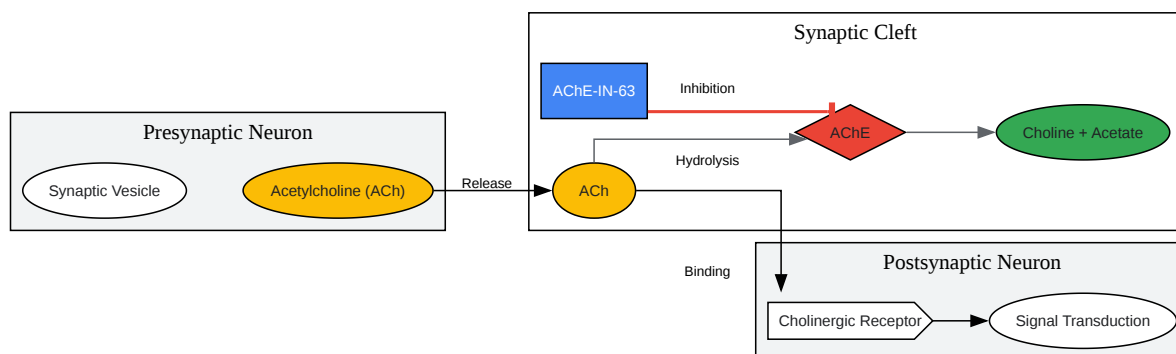 Synaptic Cleft
AChE-IN-63
Inhibition
Presynaptic Neuron
AChE
Choline + Acetate
Hydrolysis
Synaptic Vesicle
Acetylcholine (ACh)
Release
ACh
Postsynaptic Neuron
Binding
Cholinergic Receptor
Signal Transduction